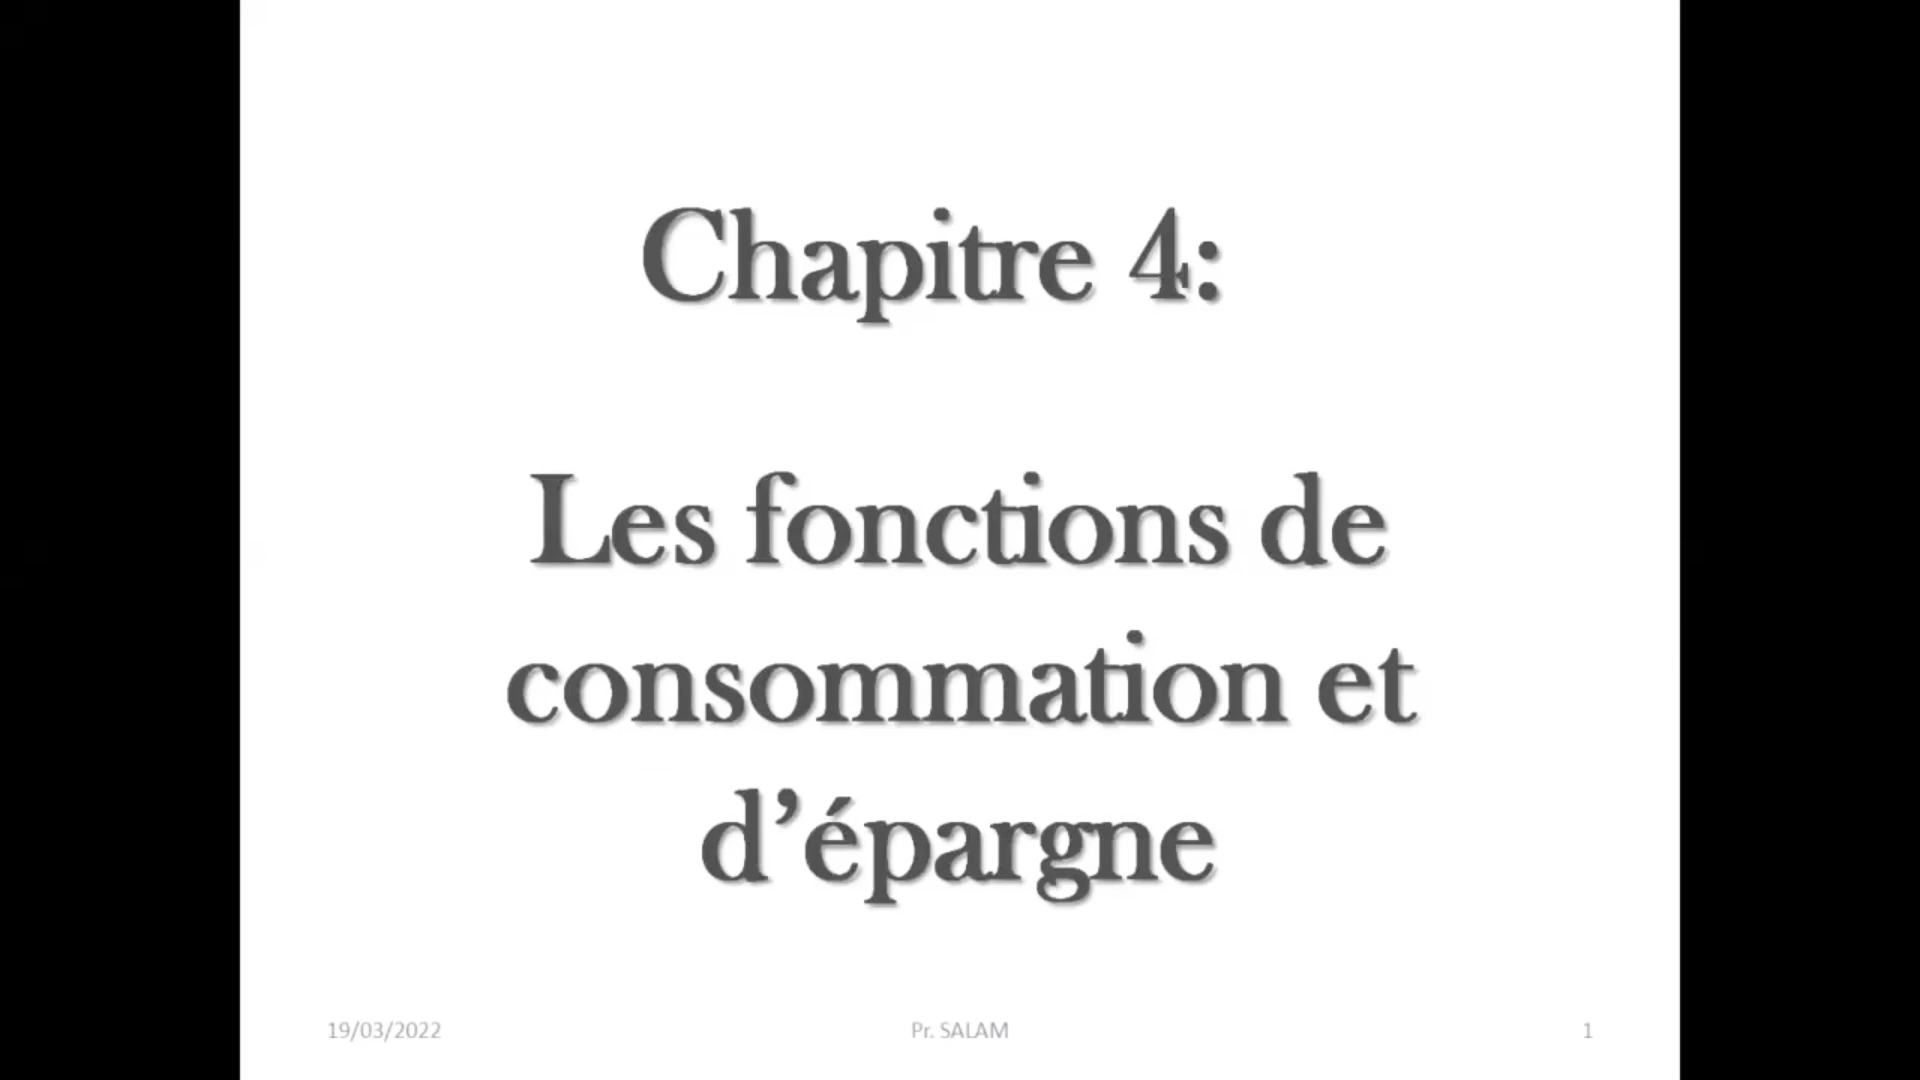 Chapitre 4:
Les fonctions de
consommation et
d’épargne
19/03/2022
Pr. SALAM
1